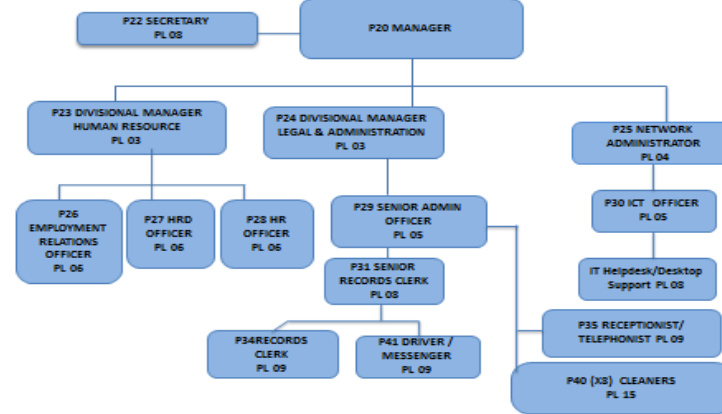 P22 SECRETARY
PL 08
P20 MANAGER
P23 DIVISIONAL MANAGER
HUMAN RESOURCE
PL 03
P24 DIVISIONAL MANAGER
LEGAL & ADMINISTRATION
PL 03
P25 NETWORK
ADMINISTRATOR
PL 04
P26
EMPLOYMENT
RELATIONS
OFFICER
PL 06
P27 HRD
OFFICER
PL 06
P28 HR
OFFICER
PL 06
P29 SENIOR ADMIN
OFFICER
PL 05
P30 ICT OFFICER
PL 05
P31 SENIOR
RECORDS CLERK
PL 08
IT Helpdesk/Desktop
Support PL 08
P34RECORDS
CLERK
PL 09
P41 DRIVER /
MESSENGER
PL 09
P35 RECEPTIONIST/
TELEPHONIST PL 09
P40 (X8) CLEANERS
PL 15